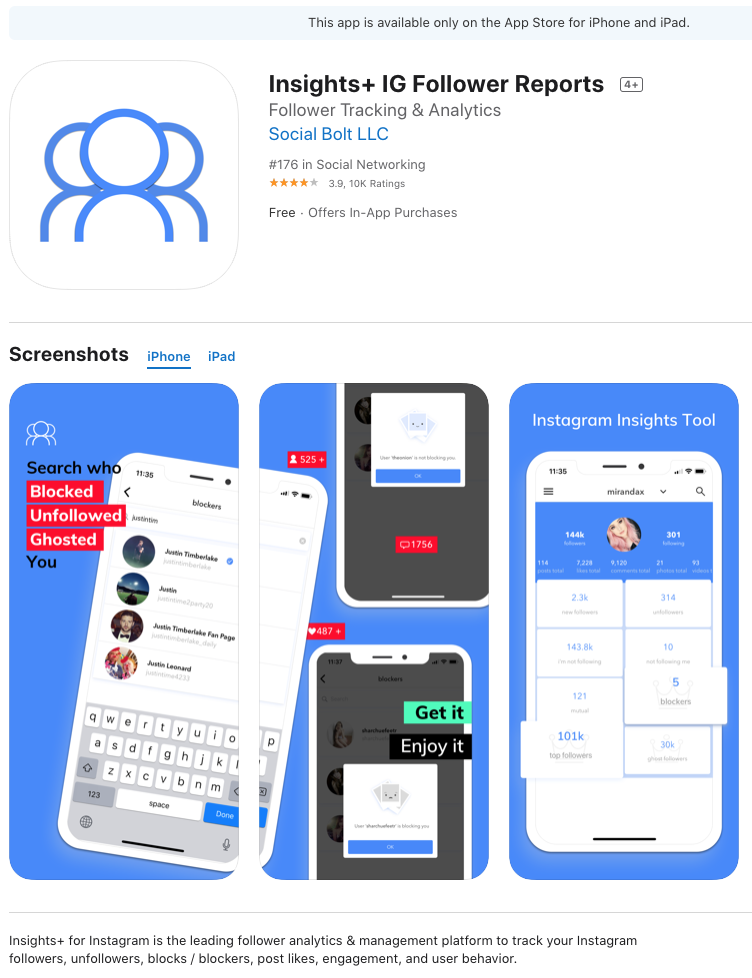 This app is available only on the App Store for iPhone and iPad.
Insights+ IG Follower Reports 4+
Follower Tracking & Analytics
Social Bolt LLC
#176 in Social Networking
3.9, 10K Ratings
Free · Offers In-App Purchases
Screenshots iPhone iPad
Search who
Blocked
Unfollowed
Ghosted
You
11:35
blockers
justintim
Justin Timberlake
justintimberlake
Justin
justintime2party20
Justin Timberlake Fan Page
justintimberlake_daily
Justin Leonard
justintime4233
q w e r t y u i o p
a s d f g h j k l
z x c v b n m
123 space Done
525 +
is not blocking you.
OK
1756
487 +
11:37
blockers
Get it
Enjoy it
is blocking you
OK
Instagram Insights Tool
11:35
mirandax
144k 301
followers following
114 7,228 9,120 21 93
posts total likes total comments total photos total videos
2.3k 314
new followers unfollowers
143.8k 10
i'm not following not following me
121 5
mutual blockers
101k 30k
top followers ghost followers
Insights+ for Instagram is the leading follower analytics & management platform to track your Instagram
followers, unfollowers, blocks / blockers, post likes, engagement, and user behavior.